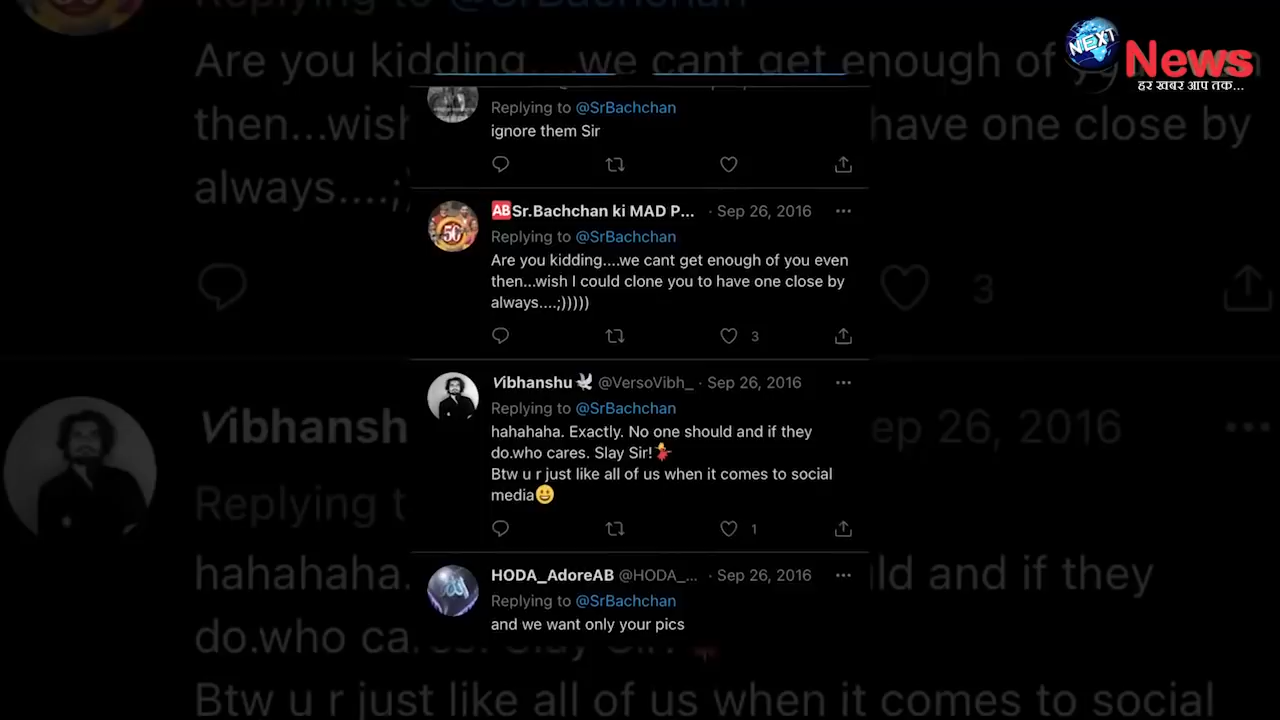 NEXT
News
हर खबर आप तक...
Replying to @SrBachchan
ignore them Sir
AB Sr.Bachchan ki MAD P... · Sep 26, 2016
Replying to @SrBachchan
Are you kidding....we cant get enough of you even
then...wish I could clone you to have one close by
always....;)))))
3
Vibhanshu🕊 @VersoVibh_ · Sep 26, 2016
Replying to @SrBachchan
hahahaha. Exactly. No one should and if they
do.who cares. Slay Sir!💃
Btw u r just like all of us when it comes to social
media😀
1
HODA_AdoreAB @HODA_... · Sep 26, 2016
Replying to @SrBachchan
and we want only your pics